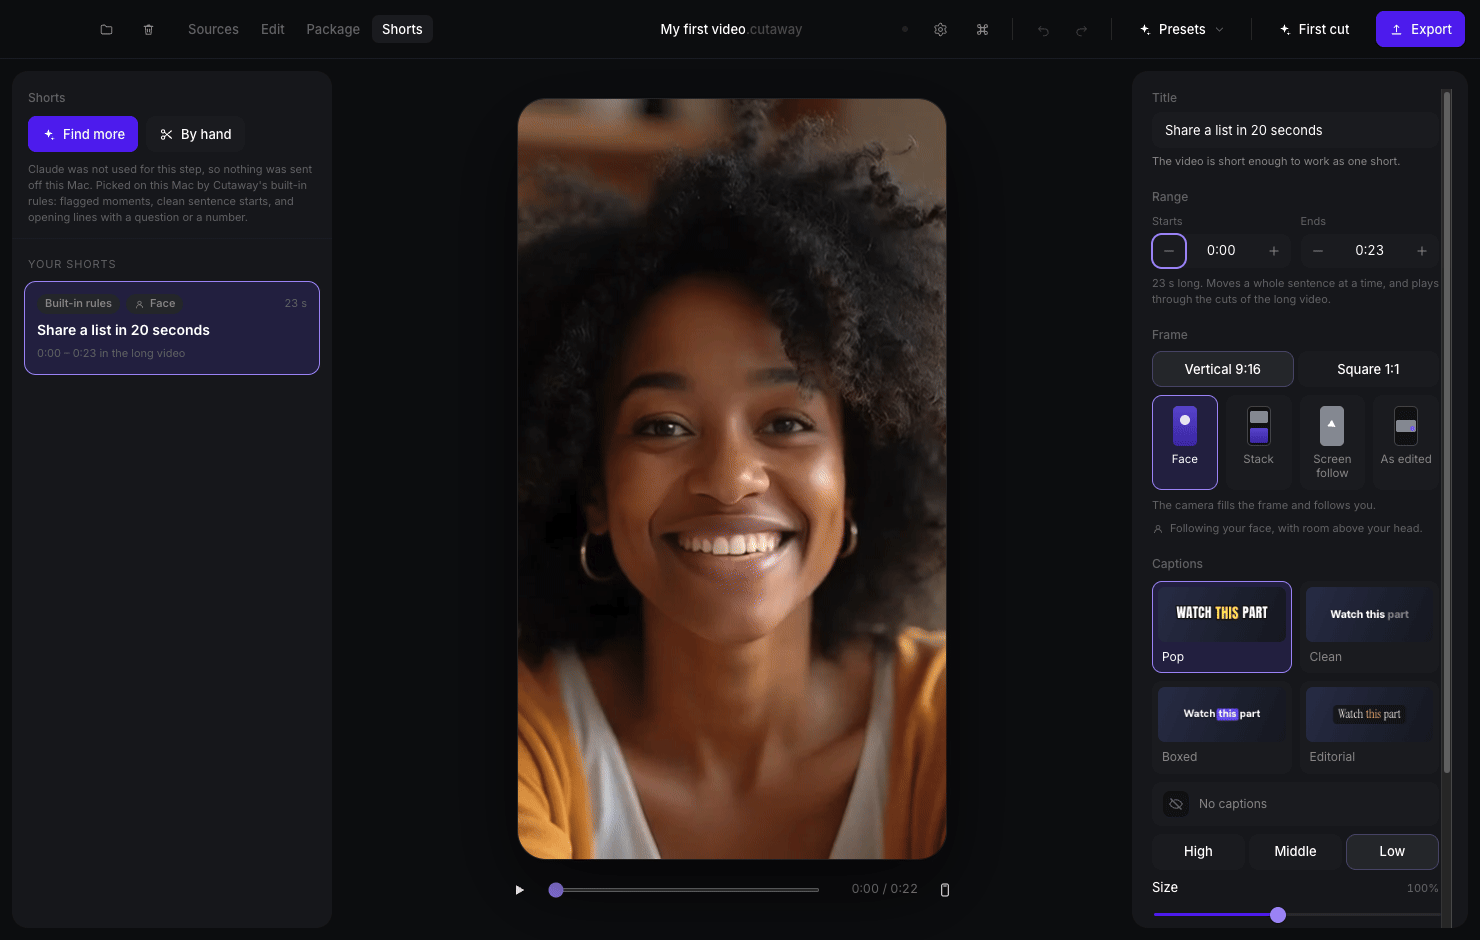 Sources Edit Package Shorts
My first video.cutaway
Presets First cut Export
Shorts
Find more By hand
Claude was not used for this step, so nothing was sent
off this Mac. Picked on this Mac by Cutaway's built-in
rules: flagged moments, clean sentence starts, and
opening lines with a question or a number.
YOUR SHORTS
Built-in rules Face 23 s
Share a list in 20 seconds
0:00 – 0:23 in the long video
0:00 / 0:22
Title
Share a list in 20 seconds
The video is short enough to work as one short.
Range
Starts Ends
0:00 0:23
23 s long. Moves a whole sentence at a time, and plays
through the cuts of the long video.
Frame
Vertical 9:16 Square 1:1
Face Stack Screen follow As edited
The camera fills the frame and follows you.
Following your face, with room above your head.
Captions
WATCH THIS PART Watch this part
Pop Clean
Watch this part Watch this part
Boxed Editorial
No captions
High Middle Low
Size 100%